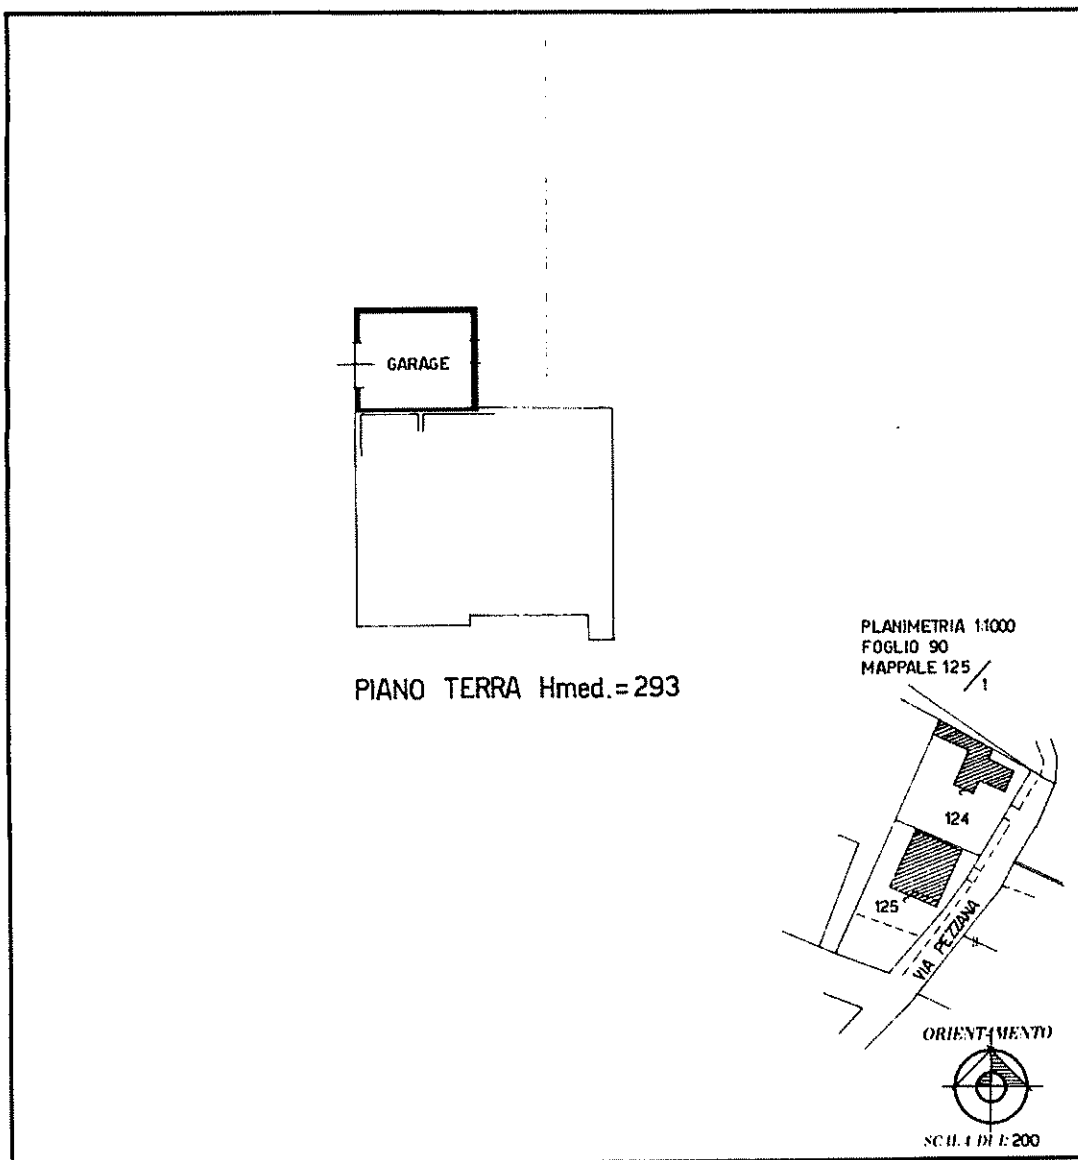 GARAGE
PIANO TERRA Hmed.=293
PLANIMETRIA 1:1000
FOGLIO 90
MAPPALE 125/1
124
125
VIA PEZZANA
ORIENTAMENTO
SCALA DI 1:200